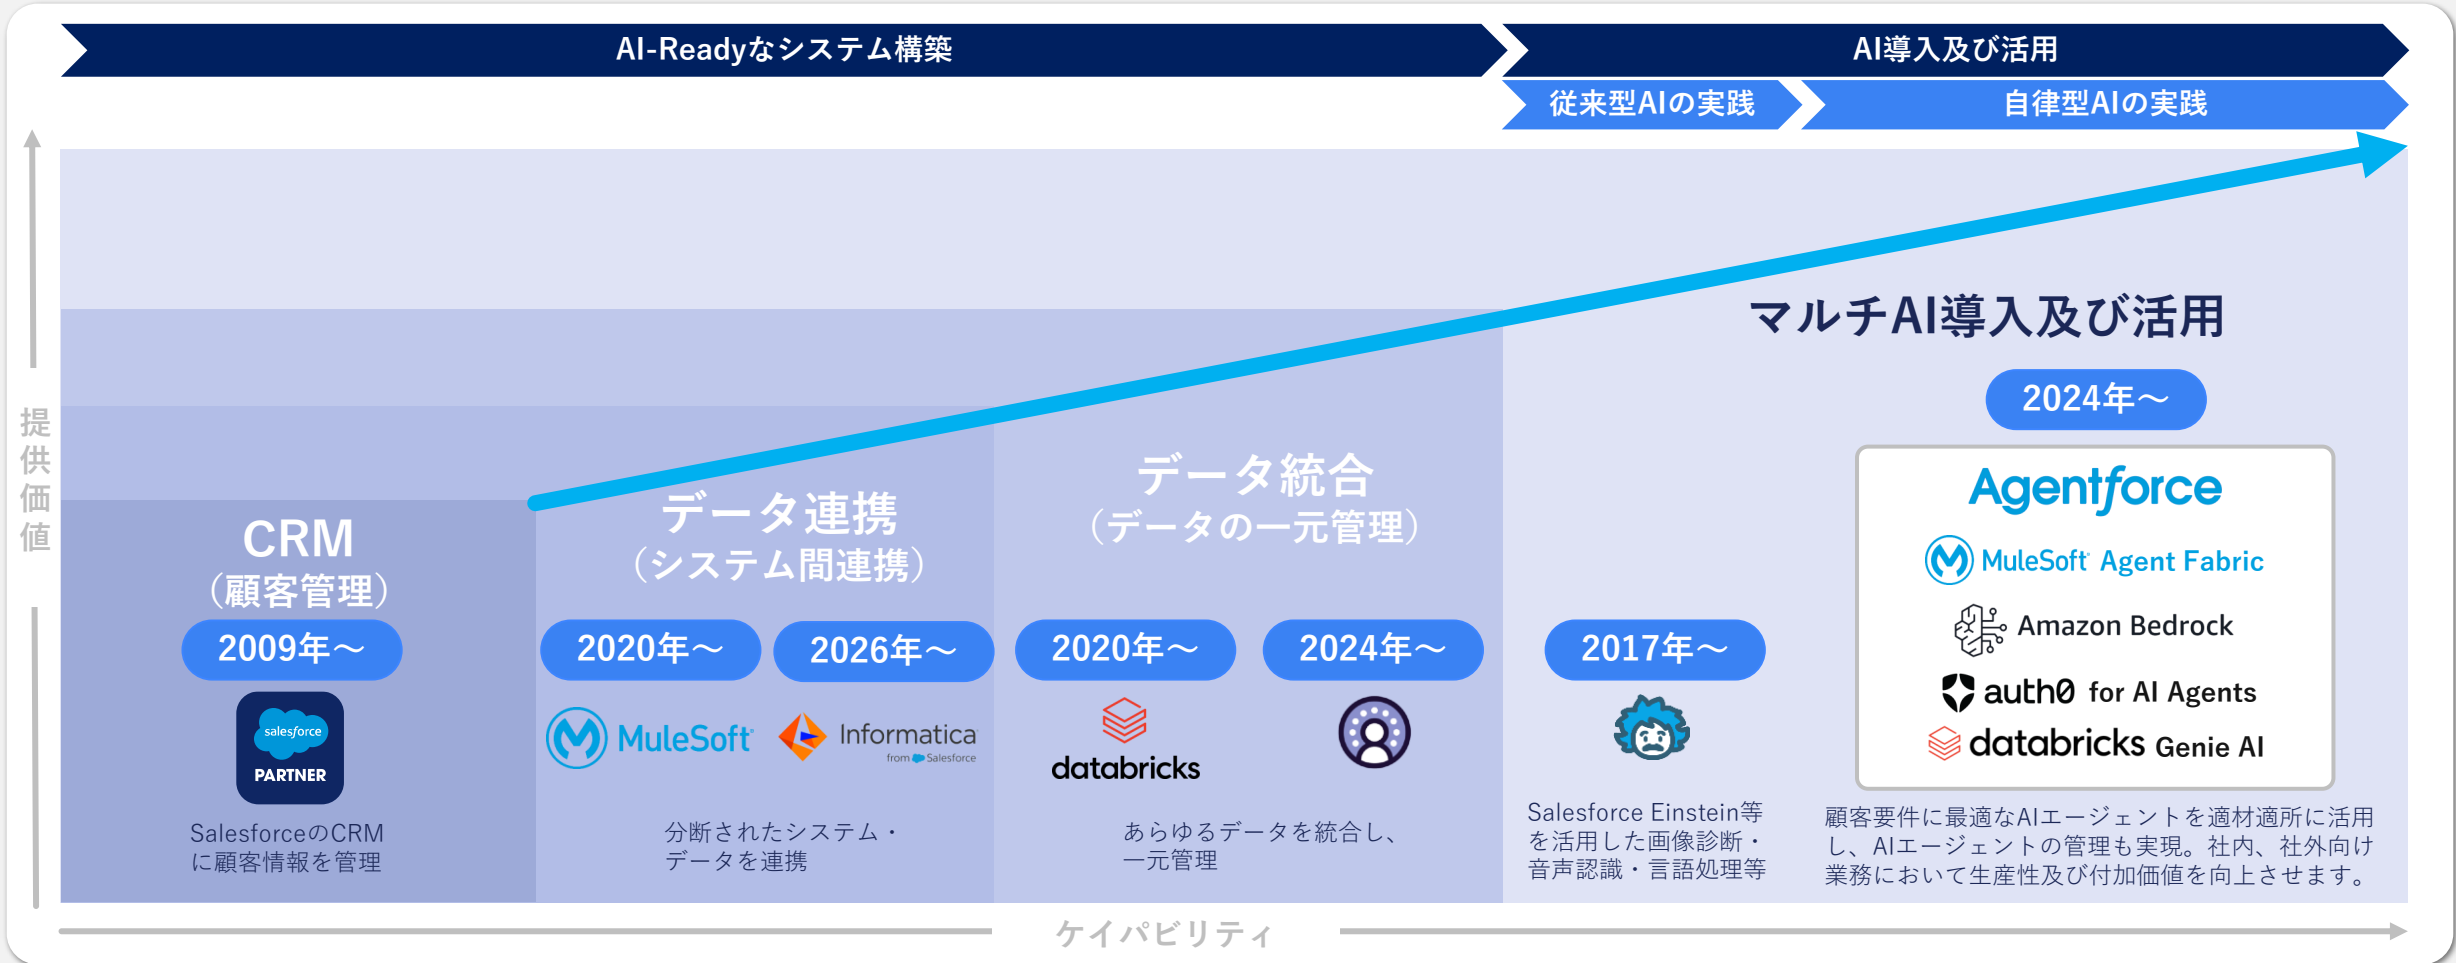 AI-Readyなシステム構築
AI導入及び活用
従来型AIの実践
自律型AIの実践
提供価値
マルチAI導入及び活用
2024年～
Agentforce
MuleSoft Agent Fabric
Amazon Bedrock
auth0 for AI Agents
databricks Genie AI
顧客要件に最適なAIエージェントを適材適所に活用
し、AIエージェントの管理も実現。社内、社外向け
業務において生産性及び付加価値を向上させます。
CRM
（顧客管理）
2009年～
salesforce
PARTNER
SalesforceのCRM
に顧客情報を管理
データ連携
（システム間連携）
2020年～
2026年～
MuleSoft
Informatica
from Salesforce
分断されたシステム・
データを連携
データ統合
（データの一元管理）
2020年～
2024年～
databricks
あらゆるデータを統合し、
一元管理
2017年～
Salesforce Einstein等
を活用した画像診断・
音声認識・言語処理等
ケイパビリティ